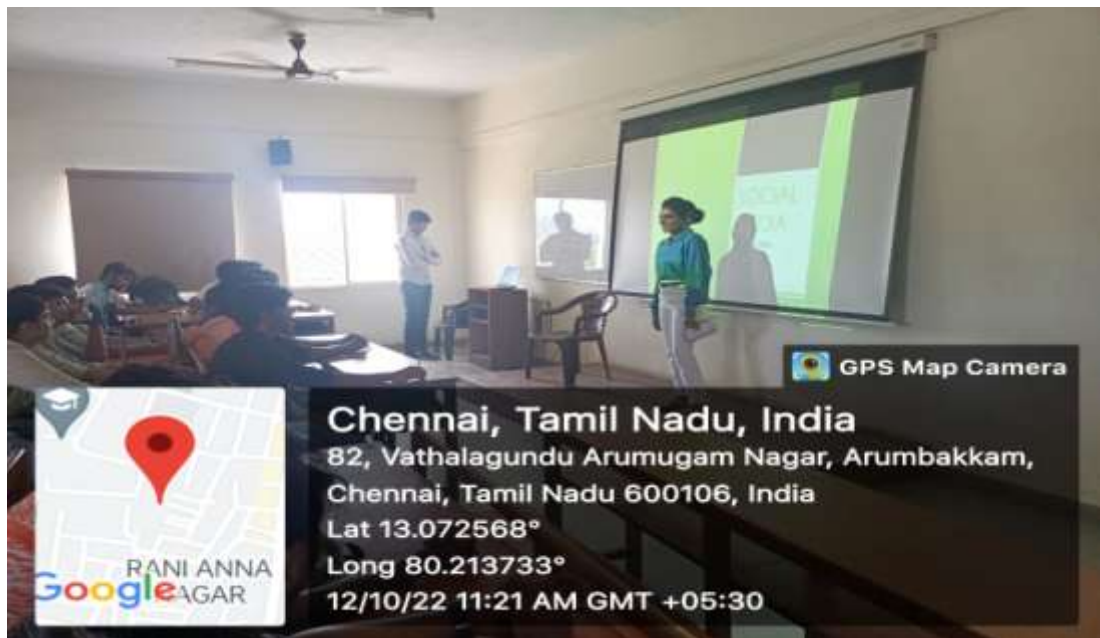 GPS Map Camera
Chennai, Tamil Nadu, India
82, Vathalagundu Arumugam Nagar, Arumbakkam,
Chennai, Tamil Nadu 600106, India
Lat 13.072568°
Long 80.213733°
12/10/22 11:21 AM GMT +05:30
RANI ANNA
Google AGAR